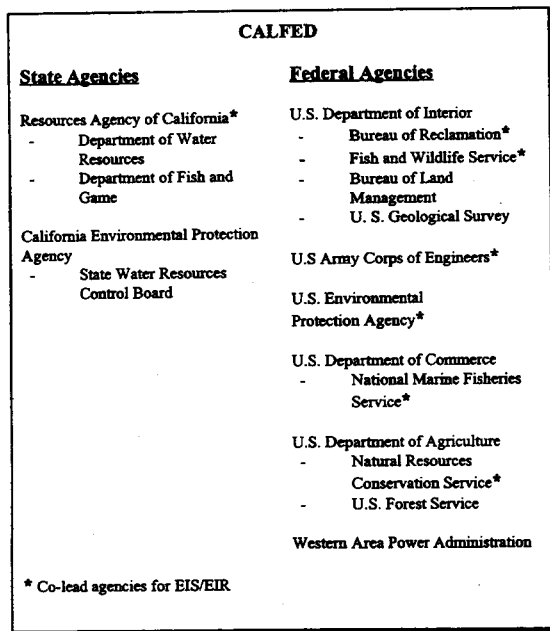 CALFED
State Agencies
Resources Agency of California*
- Department of Water
Resources
- Department of Fish and
Game
California Environmental Protection
Agency
- State Water Resources
Control Board
Federal Agencies
U.S. Department of Interior
- Bureau of Reclamation*
- Fish and Wildlife Service*
- Bureau of Land
Management
- U. S. Geological Survey
U.S Army Corps of Engineers*
U.S. Environmental
Protection Agency*
U.S. Department of Commerce
- National Marine Fisheries
Service*
U.S. Department of Agriculture
- Natural Resources
Conservation Service*
- U.S. Forest Service
Western Area Power Administration
* Co-lead agencies for EIS/EIR